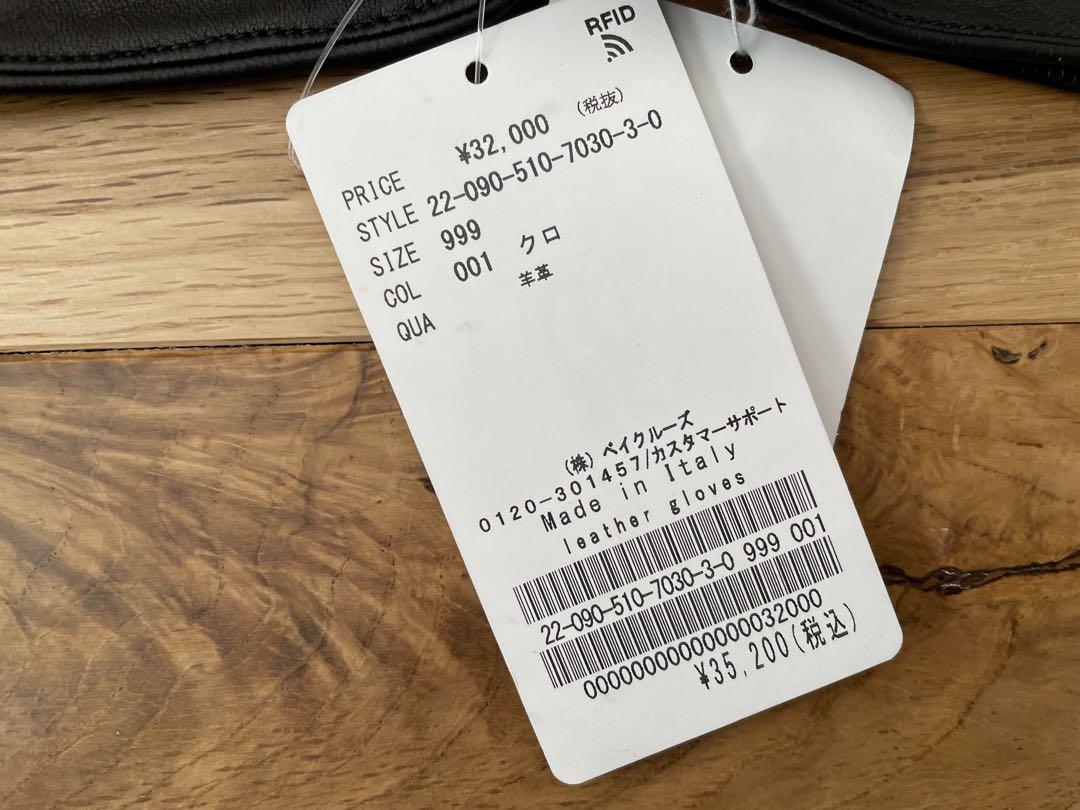 RFID
PRICE ¥32,000 (税抜)
STYLE 22-090-510-7030-3-0
SIZE 999
COL 001 クロ
QUA 羊革
(株) ベイクルーズ
0120-301457/カスタマーサポート
Made in Italy
leather gloves
22-090-510-7030-3-0 999 001
0000000000000032000
¥35,200(税込)